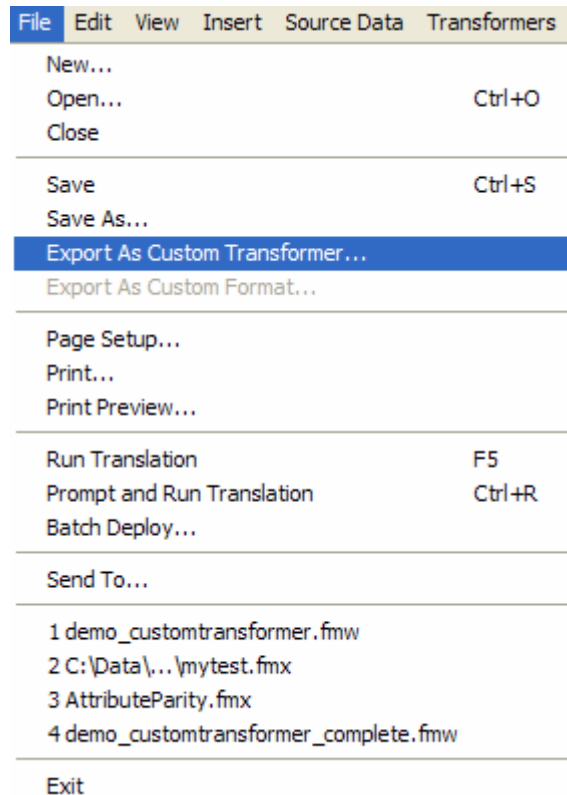 File Edit View Insert Source Data Transformers
New...
Open... Ctrl+O
Close
Save Ctrl+S
Save As...
Export As Custom Transformer...
Export As Custom Format...
Page Setup...
Print...
Print Preview...
Run Translation F5
Prompt and Run Translation Ctrl+R
Batch Deploy...
Send To...
1 demo_customtransformer.fmw
2 C:\Data\...\mytest.fmx
3 AttributeParity.fmx
4 demo_customtransformer_complete.fmw
Exit